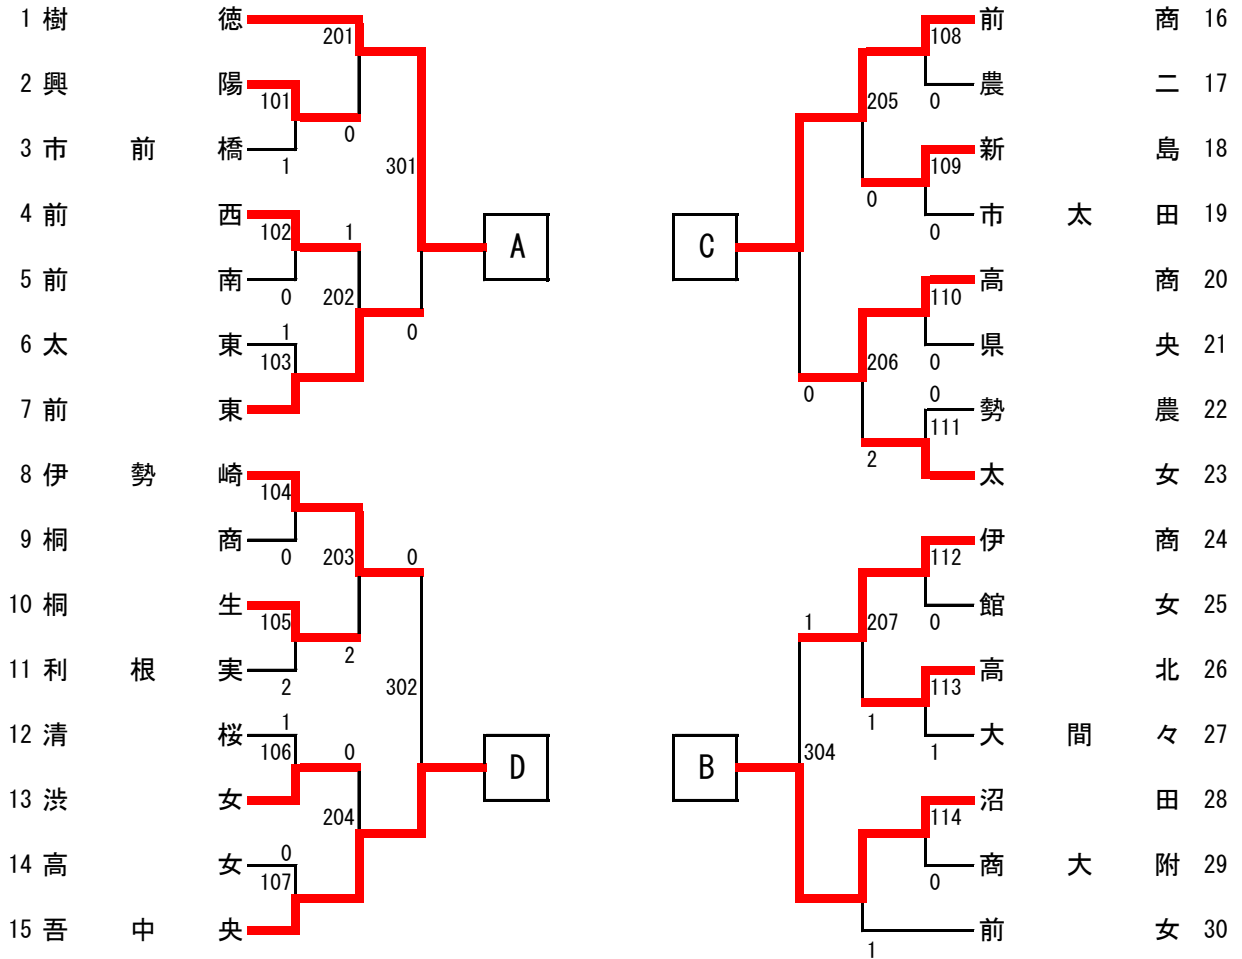 1 樹 徳
201
2 興 陽
101
0
3 市 前 橋
1
301
4 前 西
102
1
A
5 前 南
0
202
6 太 東
1
103
0
7 前 東
8 伊 勢 崎
104
9 桐 商
0
203
0
10 桐 生
105
2
11 利 根 実
2
302
12 清 桜
1
106
0
D
13 渋 女
204
14 高 女
0
107
15 吾 中 央
前 商 16
108
農 二 17
0
205
新 島 18
109
0
市 太 田 19
0
C
高 商 20
110
県 央 21
0
206
0
勢 農 22
0
111
2
太 女 23
伊 商 24
112
館 女 25
0
1
207
高 北 26
113
1
大 間 々 27
1
304
B
沼 田 28
114
商 大 附 29
0
前 女 30
1